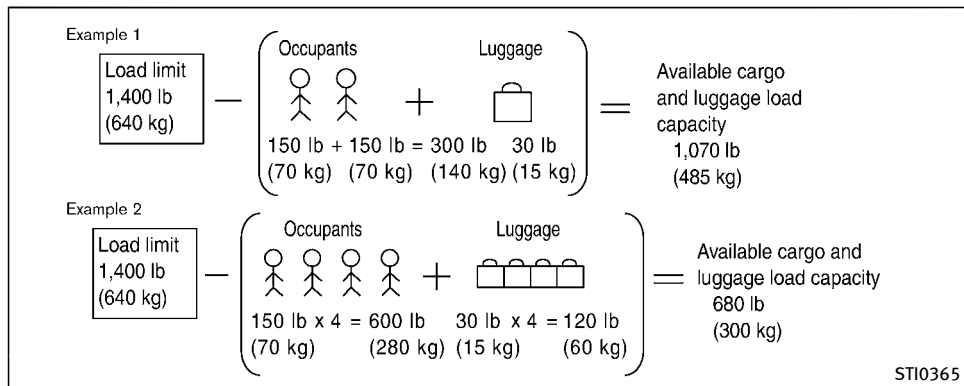 Example 1
Load limit
1,400 lb
(640 kg)
Occupants
Luggage
150 lb + 150 lb = 300 lb 30 lb
(70 kg) (70 kg) (140 kg) (15 kg)
Available cargo
and luggage load
capacity
1,070 lb
(485 kg)
Example 2
Load limit
1,400 lb
(640 kg)
Occupants
Luggage
150 lb x 4 = 600 lb 30 lb x 4 = 120 lb
(70 kg) (280 kg) (15 kg) (60 kg)
Available cargo and
luggage load capacity
680 lb
(300 kg)
STI0365